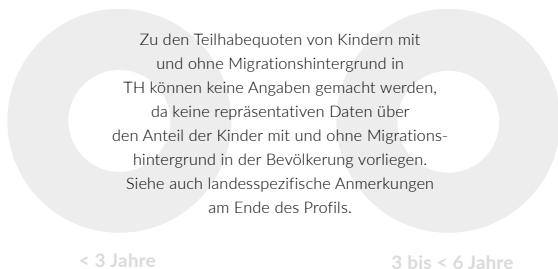 Zu den Teilhabequoten von Kindern mit
und ohne Migrationshintergrund in
TH können keine Angaben gemacht werden,
da keine repräsentativen Daten über
den Anteil der Kinder mit und ohne Migrations-
hintergrund in der Bevölkerung vorliegen.
Siehe auch landesspezifische Anmerkungen
am Ende des Profils.
< 3 Jahre
3 bis < 6 Jahre